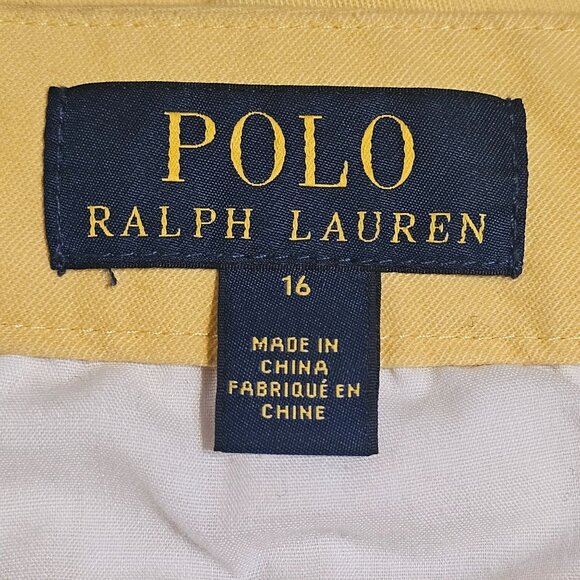 POLO
RALPH LAUREN
16
MADE IN
CHINA
FABRIQUÉ EN
CHINE